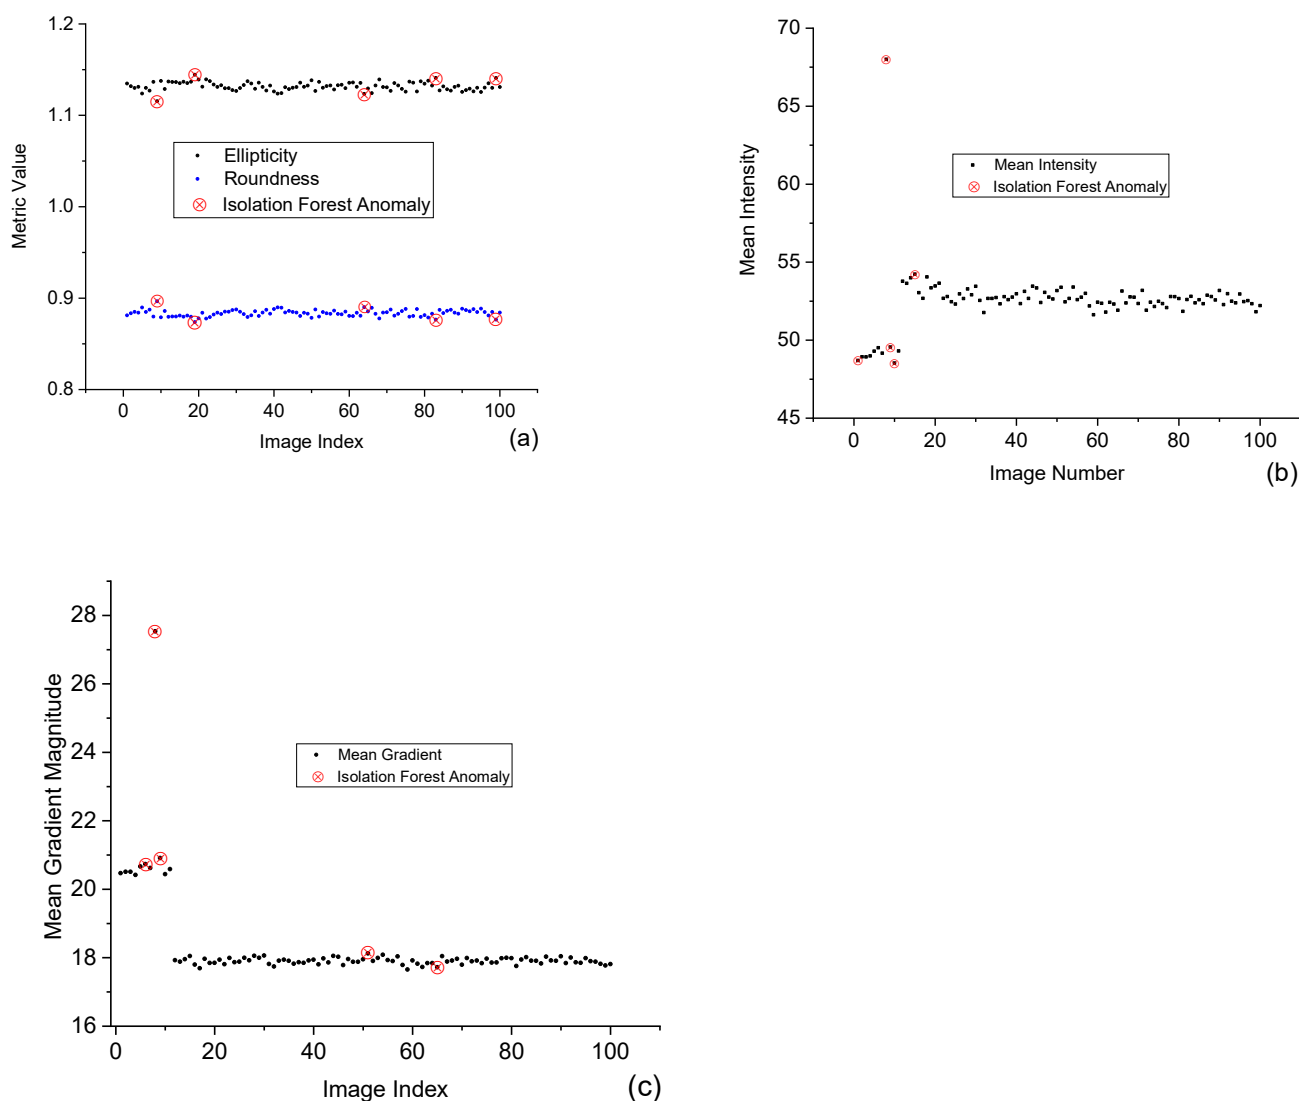 1.2
1.1
1.0
0.9
0.8
Metric Value
Ellipticity
Roundness
Isolation Forest Anomaly
0 20 40 60 80 100
Image Index
(a)
70
65
60
55
50
45
Mean Intensity
Mean Intensity
Isolation Forest Anomaly
0 20 40 60 80 100
Image Number
(b)
28
26
24
22
20
18
16
Mean Gradient Magnitude
Mean Gradient
Isolation Forest Anomaly
0 20 40 60 80 100
Image Index
(c)